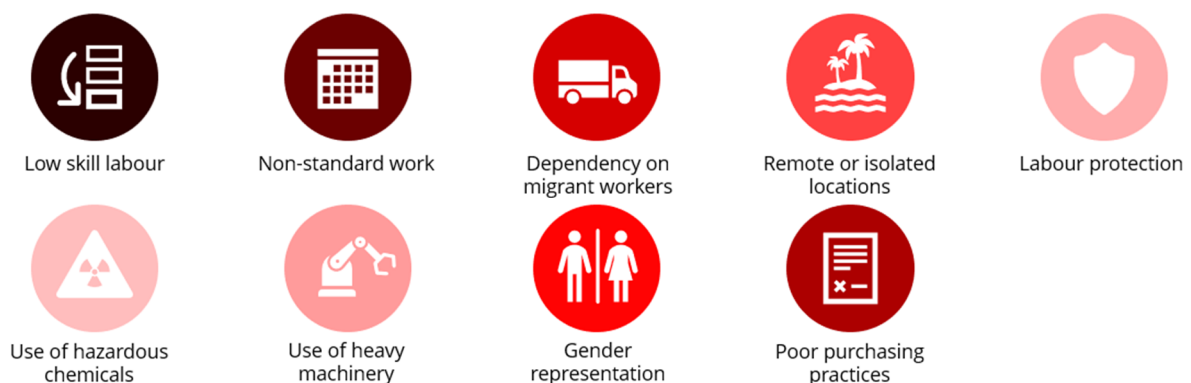 Low skill labour
Non-standard work
Dependency on
migrant workers
Remote or isolated
locations
Labour protection
Use of hazardous
chemicals
Use of heavy
machinery
Gender
representation
Poor purchasing
practices